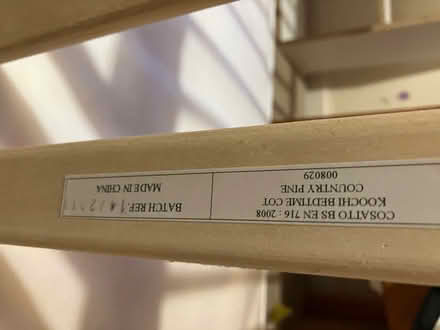 COSATTO BS EN 716 : 2008
KOOCHI BEDTIME COT
COUNTRY PINE
008029
BATCH REF.
MADE IN CHINA